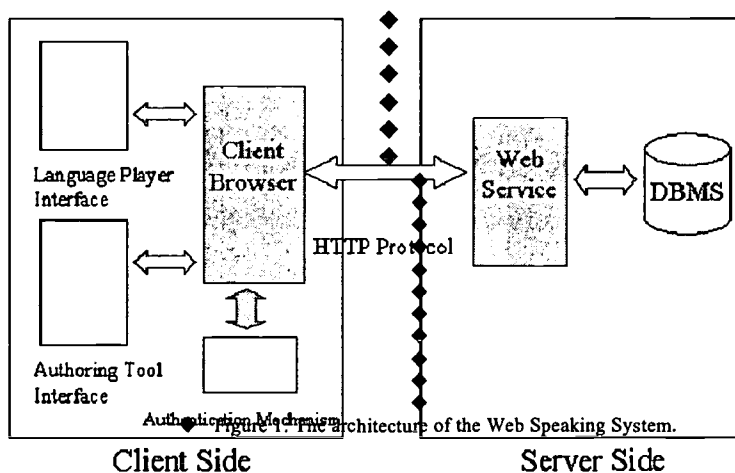 Language Player
Interface
Client
Browser
HTTP Protocol
Web
Service
DBMS
Authoring Tool
Interface
Authentication Mechanism
Figure 1. The architecture of the Web Speaking System.
Client Side
Server Side